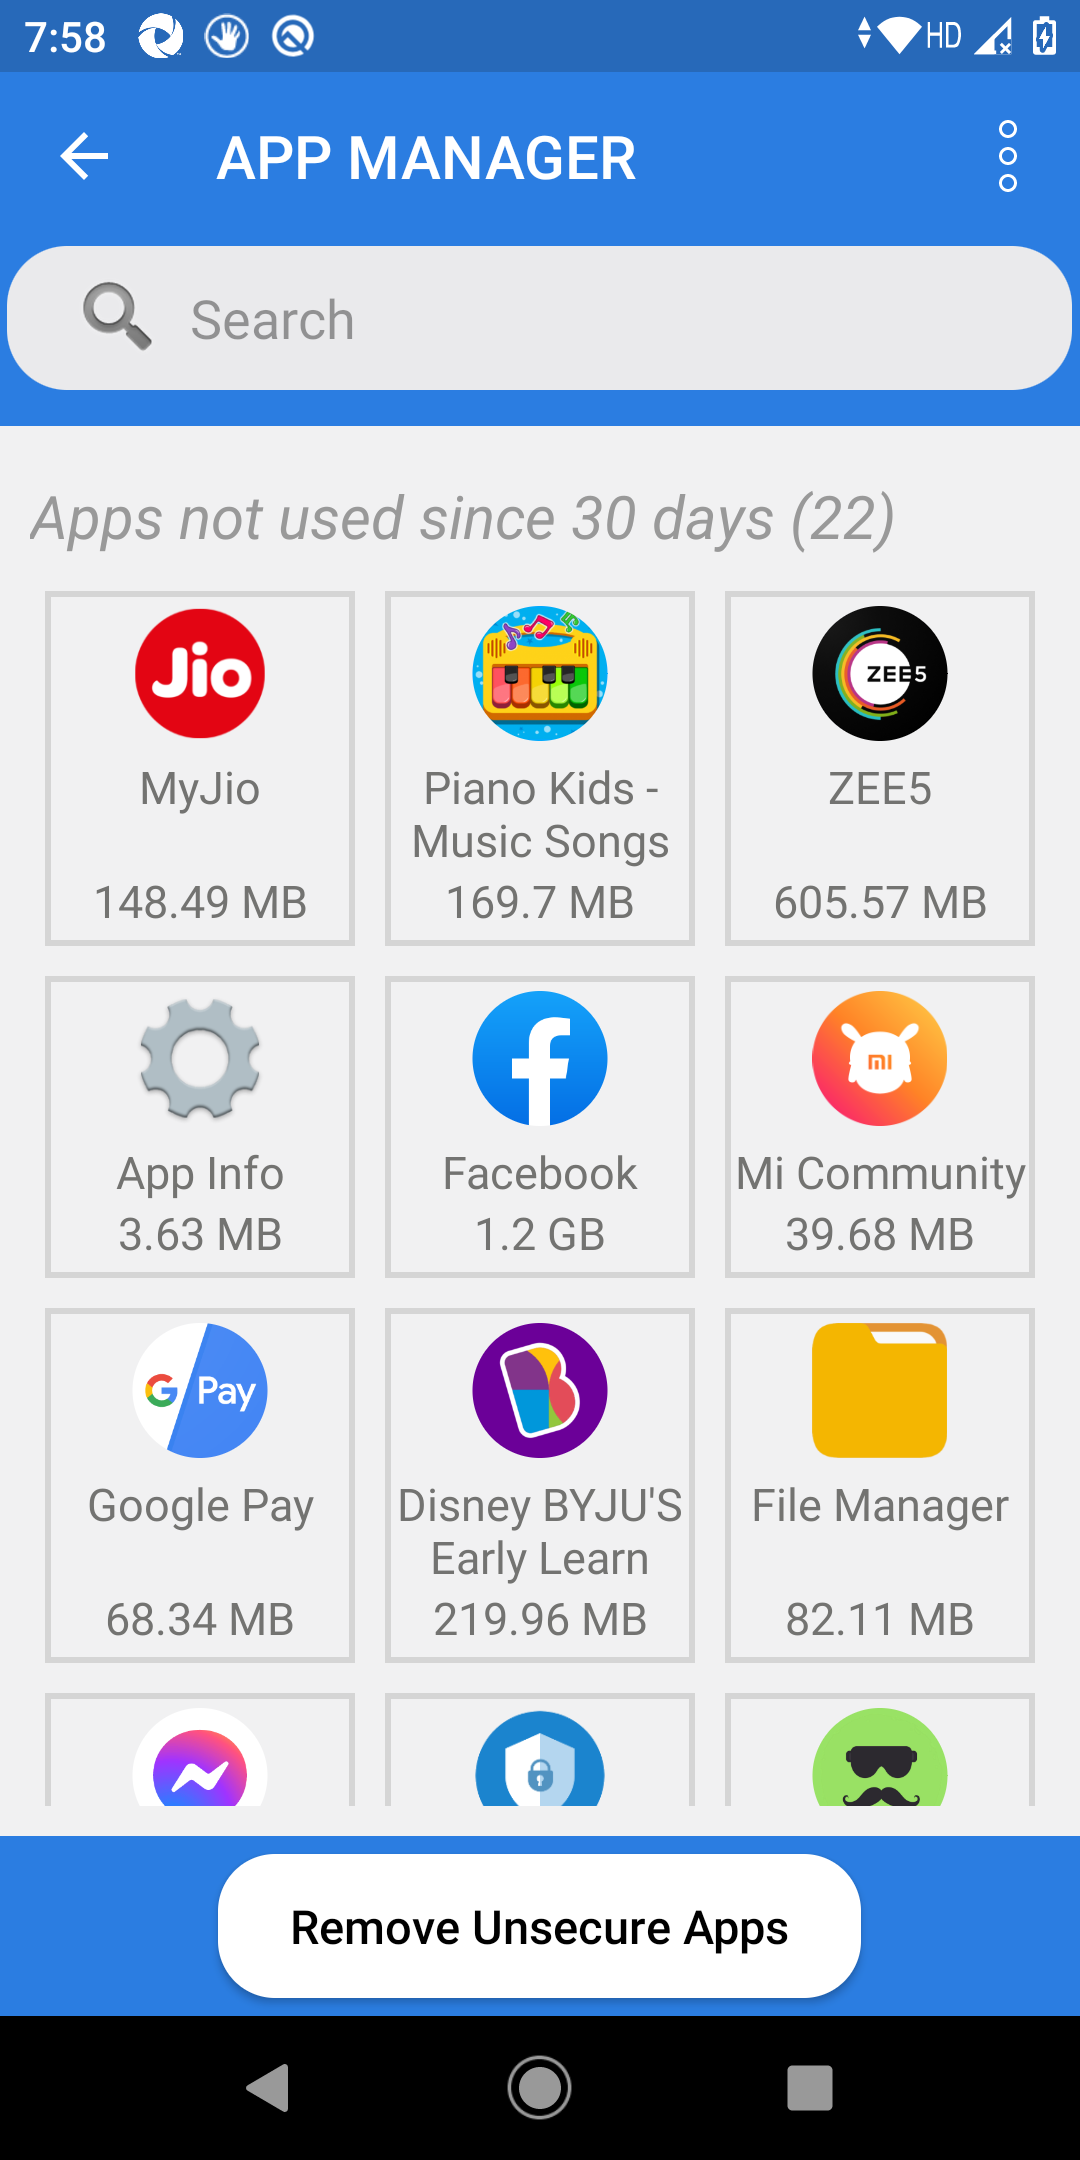 7:58 HD
APP MANAGER
Search
Apps not used since 30 days (22)
Jio ZEE5
MyJio Piano Kids - ZEE5
Music Songs
148.49 MB 169.7 MB 605.57 MB
mi
App Info Facebook Mi Community
3.63 MB 1.2 GB 39.68 MB
G Pay
Google Pay Disney BYJU'S File Manager
Early Learn
68.34 MB 219.96 MB 82.11 MB
Remove Unsecure Apps